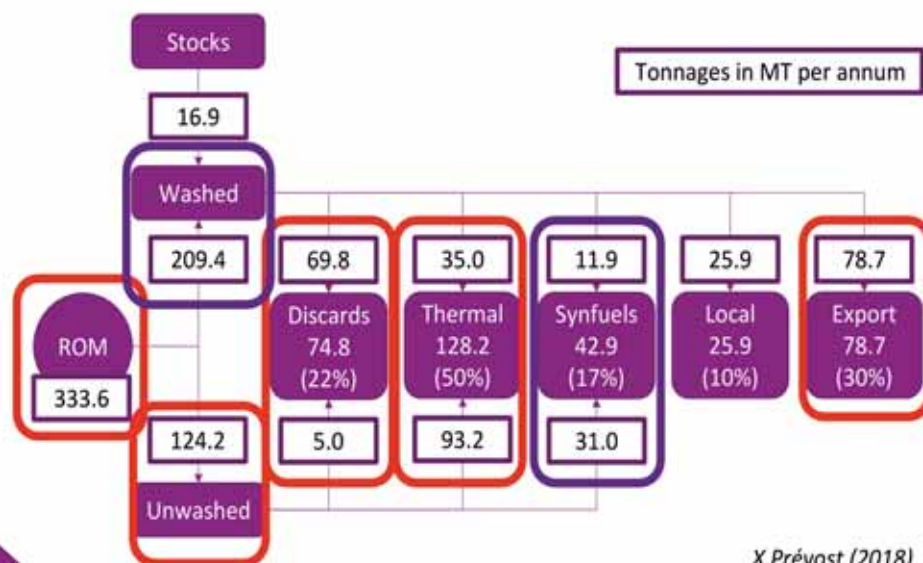 Stocks
Tonnages in MT per annum
16.9
Washed
209.4
69.8
35.0
11.9
25.9
78.7
ROM
333.6
Discards
74.8
(22%)
Thermal
128.2
(50%)
Synfuels
42.9
(17%)
Local
25.9
(10%)
Export
78.7
(30%)
124.2
5.0
93.2
31.0
Unwashed
X Prévost (2018)